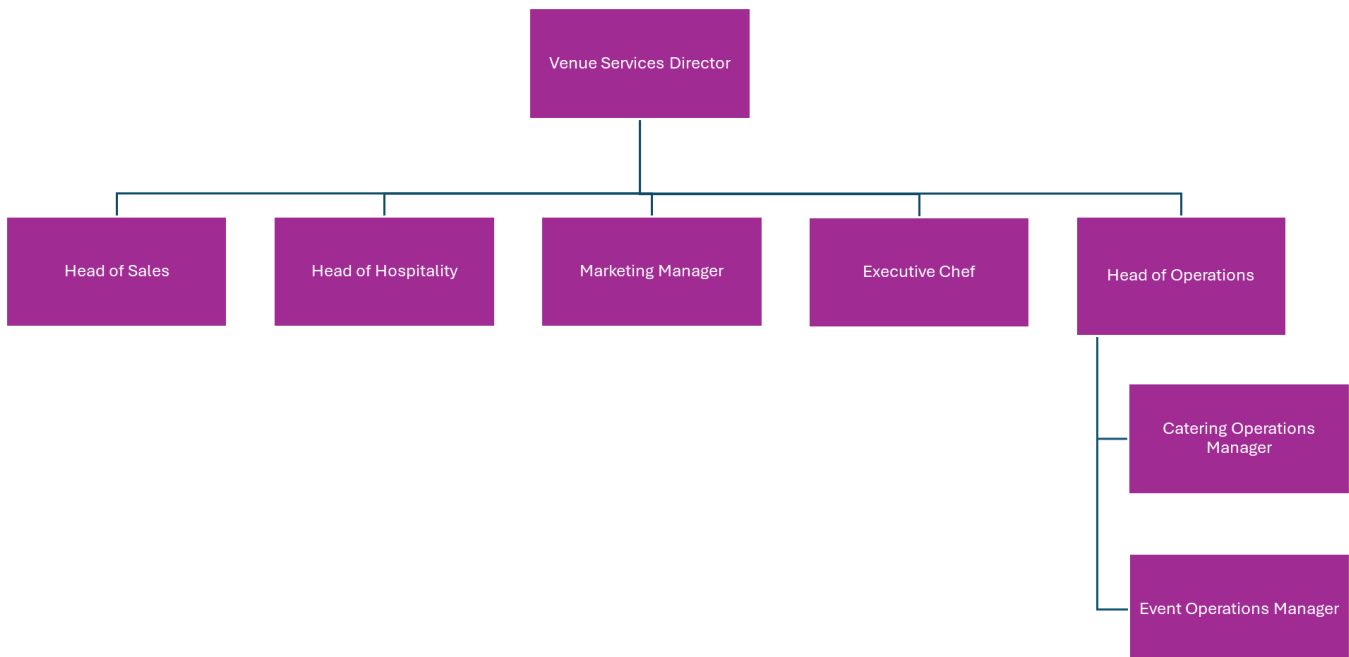 Venue Services Director
Head of Sales
Head of Hospitality
Marketing Manager
Executive Chef
Head of Operations
Catering Operations
Manager
Event Operations Manager